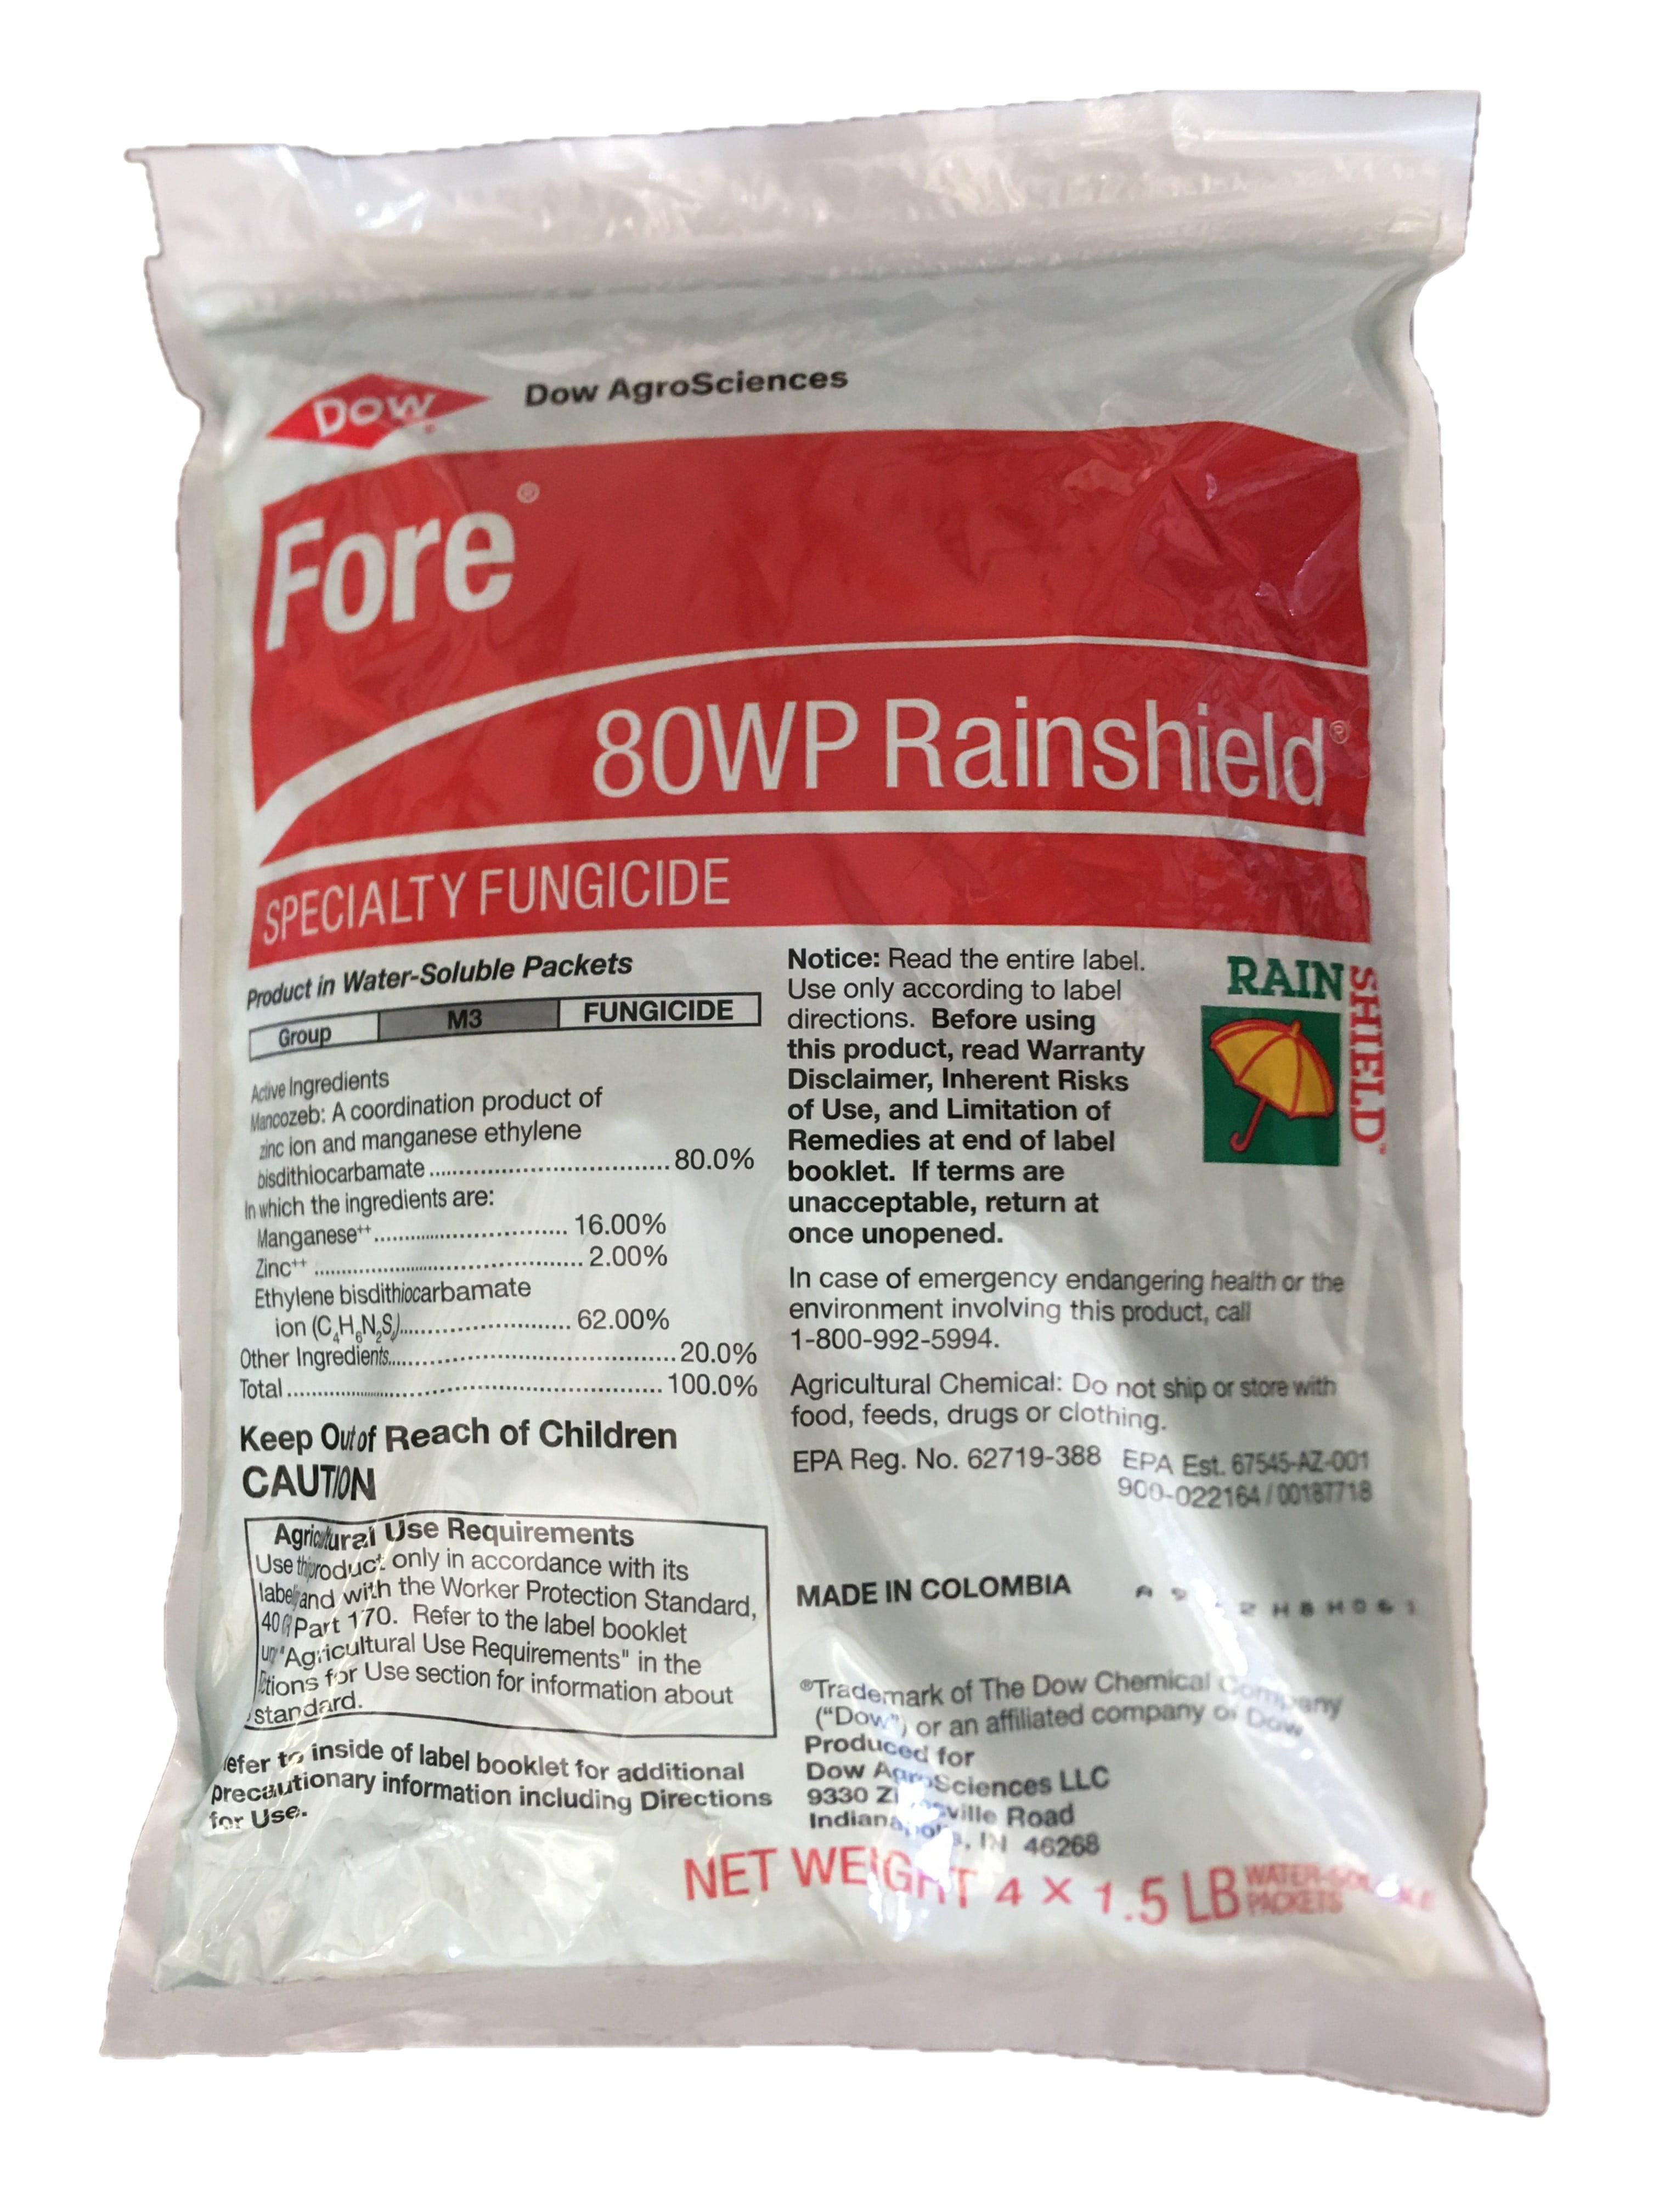 Dow
Dow AgroSciences
Fore®
80WP Rainshield®
SPECIALTY FUNGICIDE
Product in Water-Soluble Packets
Group M3 FUNGICIDE
Active Ingredients
Mancozeb: A coordination product of
zinc ion and manganese ethylene
bisdithiocarbamate .................................. 80.0%
In which the ingredients are:
Manganese++ ............................ 16.00%
Zinc++ ....................................... 2.00%
Ethylene bisdithiocarbamate
ion (C4H6N2S4) ......................... 62.00%
Other Ingredients ......................................... 20.0%
Total ........................................................ 100.0%
Keep Out of Reach of Children
CAUTION
Agricultural Use Requirements
Use product only in accordance with its
label and with the Worker Protection Standard,
40 Part 170. Refer to the label booklet
"Agricultural Use Requirements" in the
for Use section for information about
standard.
efer to inside of label booklet for additional
precautionary information including Directions
for Use.
Notice: Read the entire label.
Use only according to label
directions. Before using
this product, read Warranty
Disclaimer, Inherent Risks
of Use, and Limitation of
Remedies at end of label
booklet. If terms are
unacceptable, return at
once unopened.
RAIN SHIELD
In case of emergency endangering health or the
environment involving this product, call
1-800-992-5994.
Agricultural Chemical: Do not ship or store with
food, feeds, drugs or clothing.
EPA Reg. No. 62719-388 EPA Est. 67545-AZ-001
900-022164 / 00187718
MADE IN COLOMBIA
®Trademark of The Dow Chemical Company
("Dow") or an affiliated company of Dow
Produced for
Dow AgroSciences LLC
9330 Zionsville Road
Indianapolis, IN 46268
NET WEIGHT 4 X 1.5 LB WATER-SOLUBLE
PACKETS